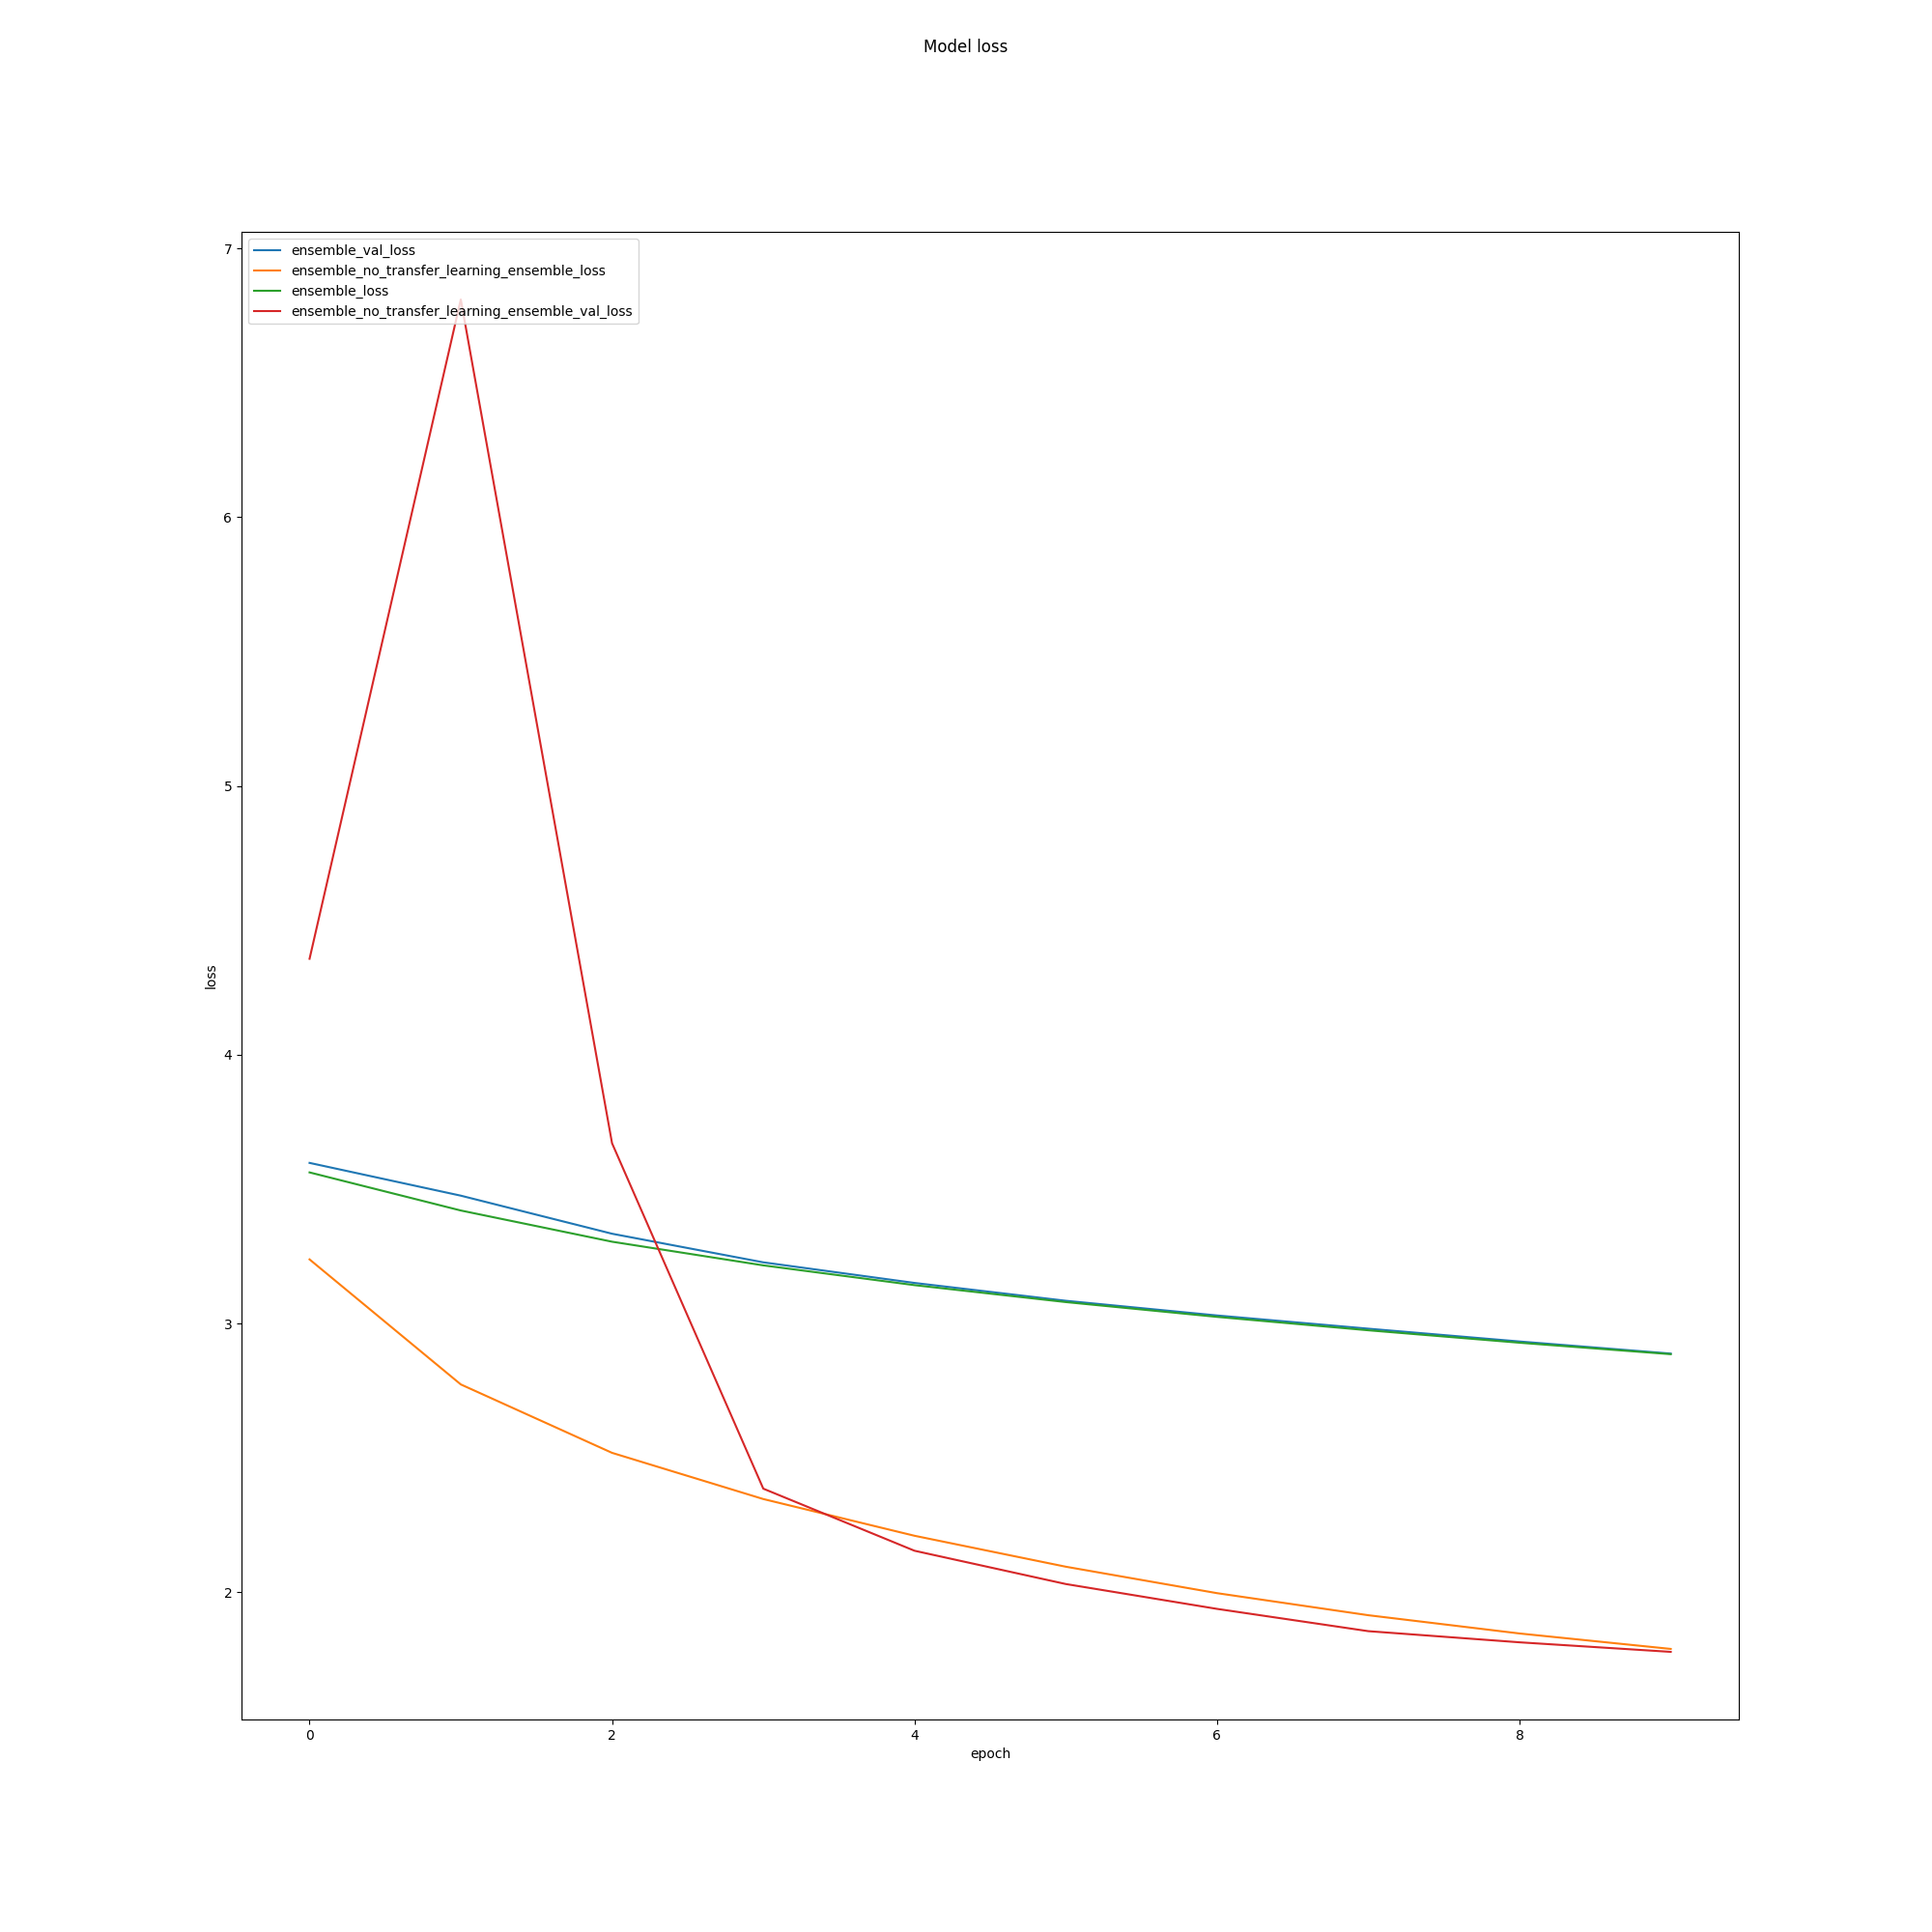 Model loss
ensemble_val_loss
ensemble_no_transfer_learning_ensemble_loss
ensemble_loss
ensemble_no_transfer_learning_ensemble_val_loss
7
6
5
4
3
2
loss
0 2 4 6 8
epoch